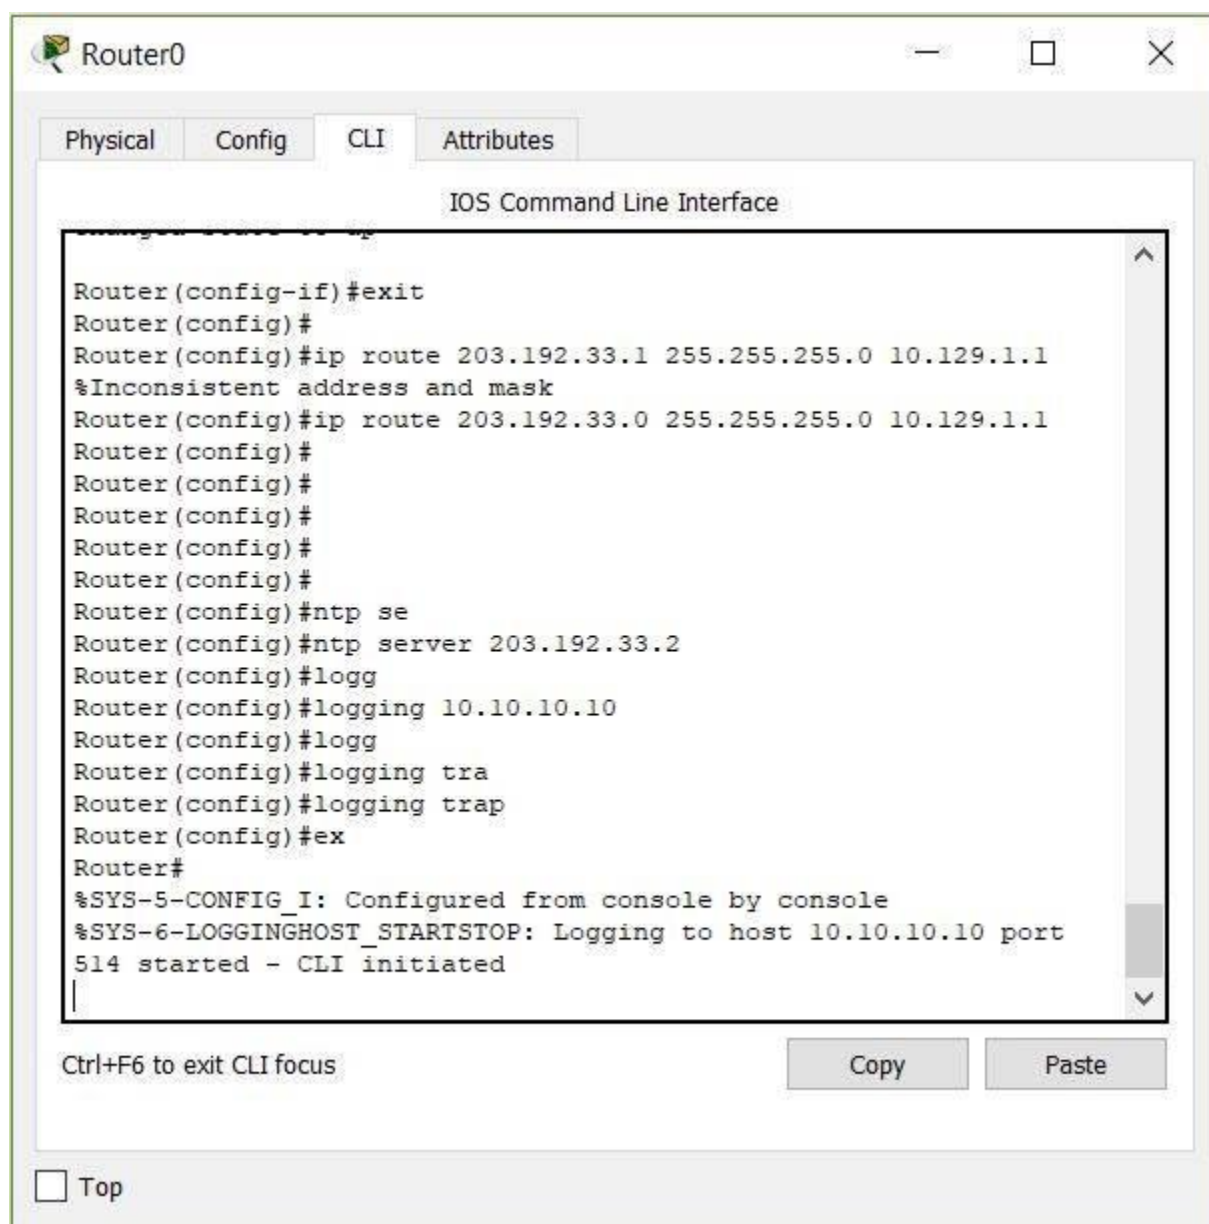 Router0
Physical Config CLI Attributes
IOS Command Line Interface
changed state to up
Router(config-if)#exit
Router(config)#
Router(config)#ip route 203.192.33.1 255.255.255.0 10.129.1.1
%Inconsistent address and mask
Router(config)#ip route 203.192.33.0 255.255.255.0 10.129.1.1
Router(config)#
Router(config)#
Router(config)#
Router(config)#
Router(config)#
Router(config)#ntp se
Router(config)#ntp server 203.192.33.2
Router(config)#logg
Router(config)#logging 10.10.10.10
Router(config)#logg
Router(config)#logging tra
Router(config)#logging trap
Router(config)#ex
Router#
%SYS-5-CONFIG_I: Configured from console by console
%SYS-6-LOGGINGHOST_STARTSTOP: Logging to host 10.10.10.10 port
514 started - CLI initiated
Ctrl+F6 to exit CLI focus
Copy Paste
Top